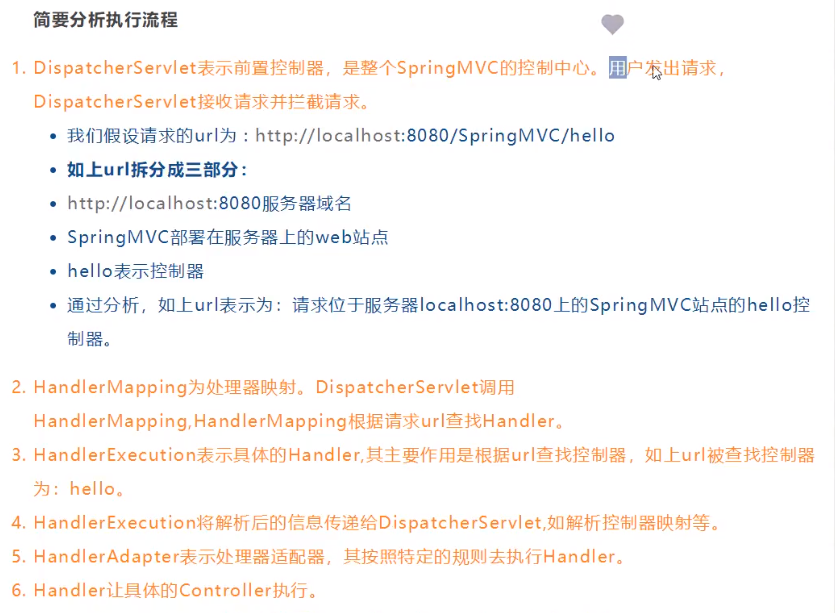 简要分析执行流程
1. DispatcherServlet表示前置控制器，是整个SpringMVC的控制中心。用户发出请求，
DispatcherServlet接收请求并拦截请求。
• 我们假设请求的url为 : http://localhost:8080/SpringMVC/hello
• 如上url拆分成三部分：
• http://localhost:8080服务器域名
• SpringMVC部署在服务器上的web站点
• hello表示控制器
• 通过分析，如上url表示为：请求位于服务器localhost:8080上的SpringMVC站点的hello控
制器。
2. HandlerMapping为处理器映射。DispatcherServlet调用
HandlerMapping,HandlerMapping根据请求url查找Handler。
3. HandlerExecution表示具体的Handler,其主要作用是根据url查找控制器，如上url被查找控制器
为：hello。
4. HandlerExecution将解析后的信息传递给DispatcherServlet,如解析控制器映射等。
5. HandlerAdapter表示处理器适配器，其按照特定的规则去执行Handler。
6. Handler让具体的Controller执行。